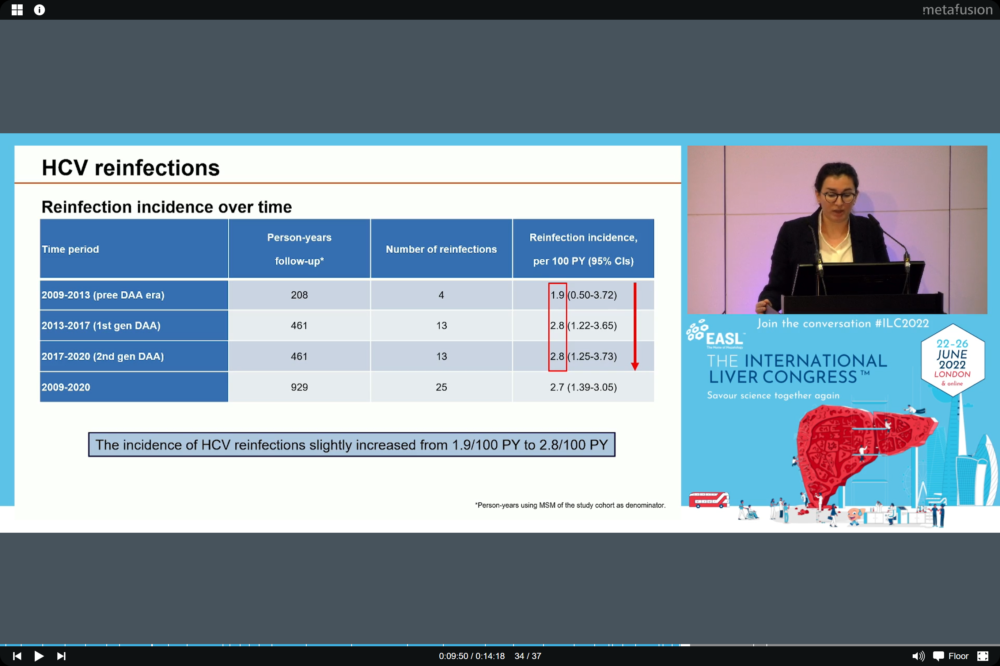 metafusion
HCV reinfections
Reinfection incidence over time
Time period
Person-years
follow-up*
Number of reinfections
Reinfection incidence,
per 100 PY (95% CIs)
2009-2013 (pree DAA era)
208
4
1.9 (0.50-3.72)
2013-2017 (1st gen DAA)
461
13
2.8 (1.22-3.65)
2017-2020 (2nd gen DAA)
461
13
2.8 (1.25-3.73)
2009-2020
929
25
2.7 (1.39-3.05)
The incidence of HCV reinfections slightly increased from 1.9/100 PY to 2.8/100 PY
*Person-years using MSM of the study cohort as denominator.
Join the conversation #ILC2022
EASL™
The Home of Hepatology
THE INTERNATIONAL
LIVER CONGRESS™
Savour science together again
22-26
JUNE
2022
LONDON
& online
0:09:50 / 0:14:18 34 / 37
Floor